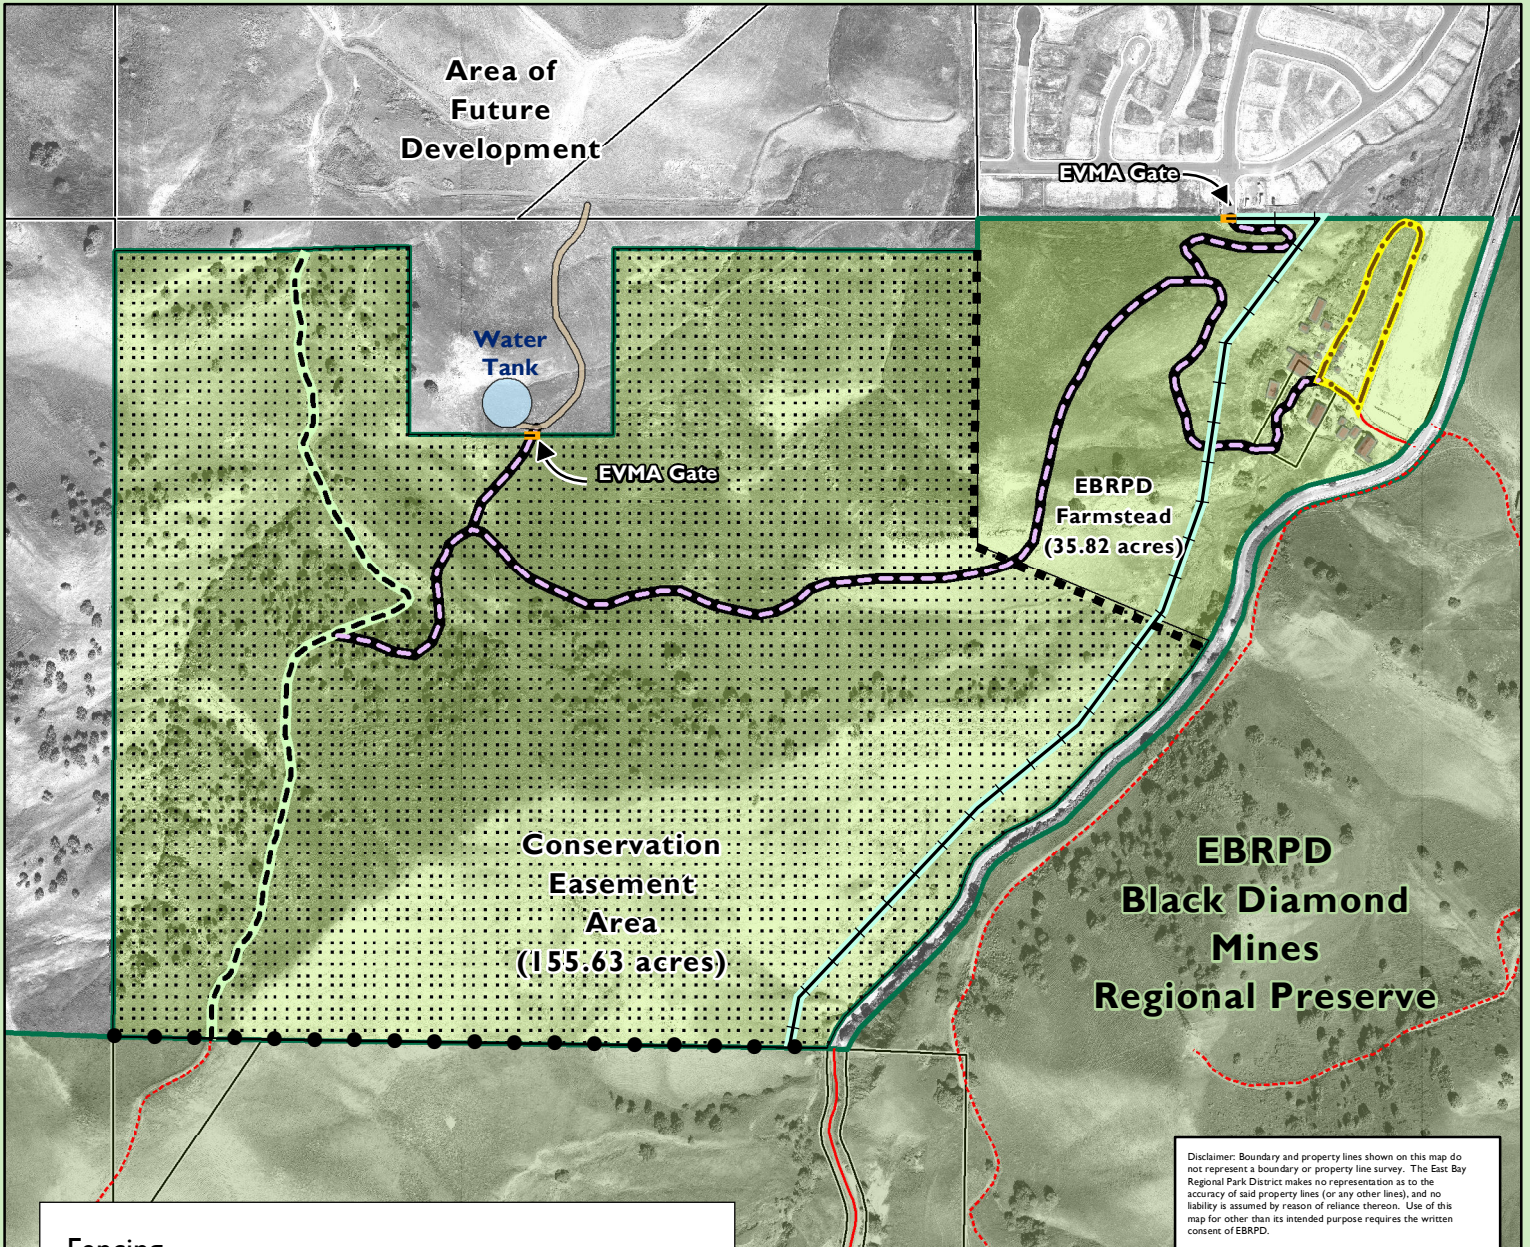 Area of
Future
Development
EVMA Gate
Water
Tank
EVMA Gate
EBRPD
Farmstead
(35.82 acres)
Conservation
Easement
Area
(155.63 acres)
EBRPD
Black Diamond
Mines
Regional Preserve
Disclaimer: Boundary and property lines shown on this map do
not represent a boundary or property line survey. The East Bay
Regional Park District makes no representation as to the
accuracy of said property lines (or any other lines), and no
liability is assumed by reason of reliance thereon. Use of this
map for other than its intended purpose requires the written
consent of EBRPD.
Fencing